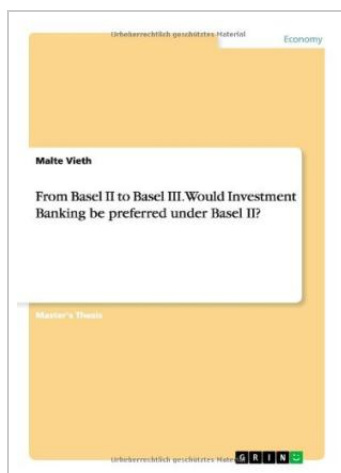 Urheberrechtlich geschütztes Material
Economy
Malte Vieth
From Basel II to Basel III. Would Investment
Banking be preferred under Basel II?
Master's Thesis
Urheberrechtlich geschütztes Mater
GRIN